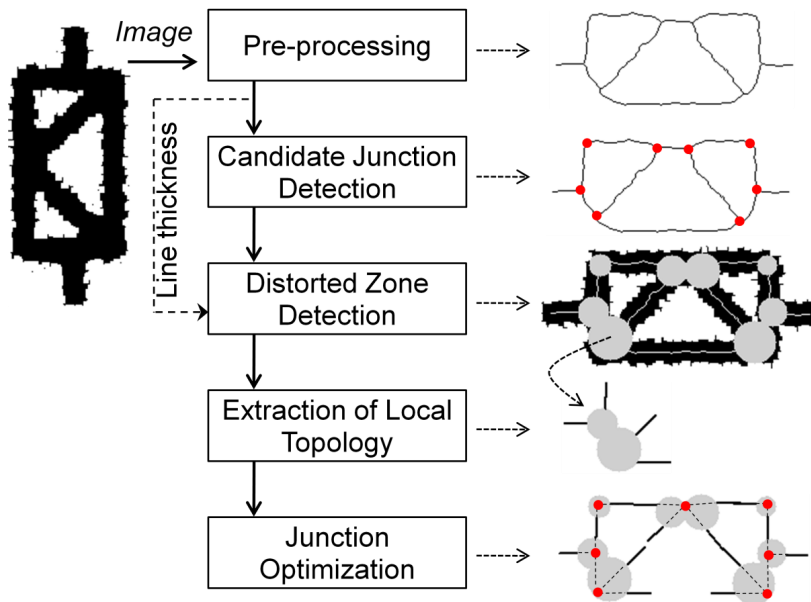 Image
Pre-processing
Line thickness
Candidate Junction
Detection
Distorted Zone
Detection
Extraction of Local
Topology
Junction
Optimization